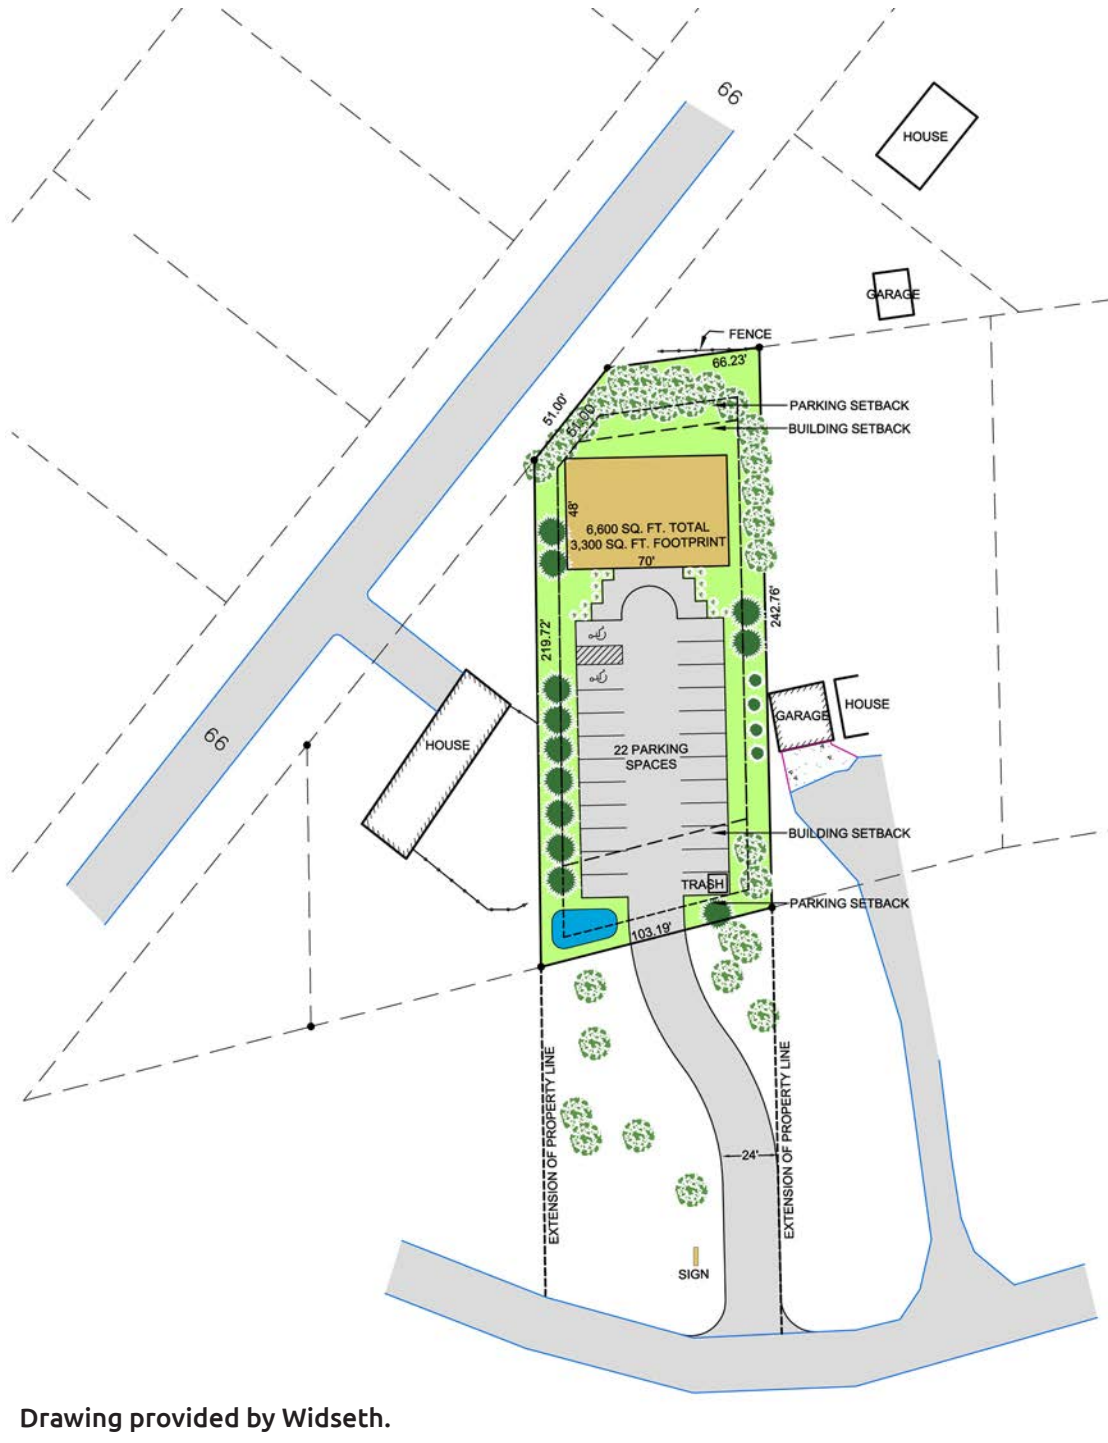 66
HOUSE
GARAGE
FENCE
66.23'
51.00'
51.00'
PARKING SETBACK
BUILDING SETBACK
48'
6,600 SQ. FT. TOTAL
3,300 SQ. FT. FOOTPRINT
70'
242.76'
219.72'
HOUSE
GARAGE
66
HOUSE
22 PARKING
SPACES
BUILDING SETBACK
TRASH
PARKING SETBACK
103.19'
EXTENSION OF PROPERTY LINE
EXTENSION OF PROPERTY LINE
24'
SIGN
Drawing provided by Widseth.